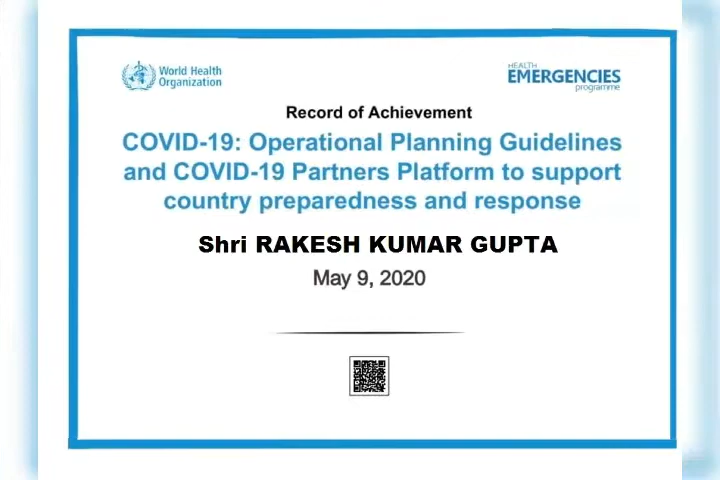 World Health
Organization
HEALTH
EMERGENCIES
programme
Record of Achievement
COVID-19: Operational Planning Guidelines
and COVID-19 Partners Platform to support
country preparedness and response
Shri RAKESH KUMAR GUPTA
May 9, 2020